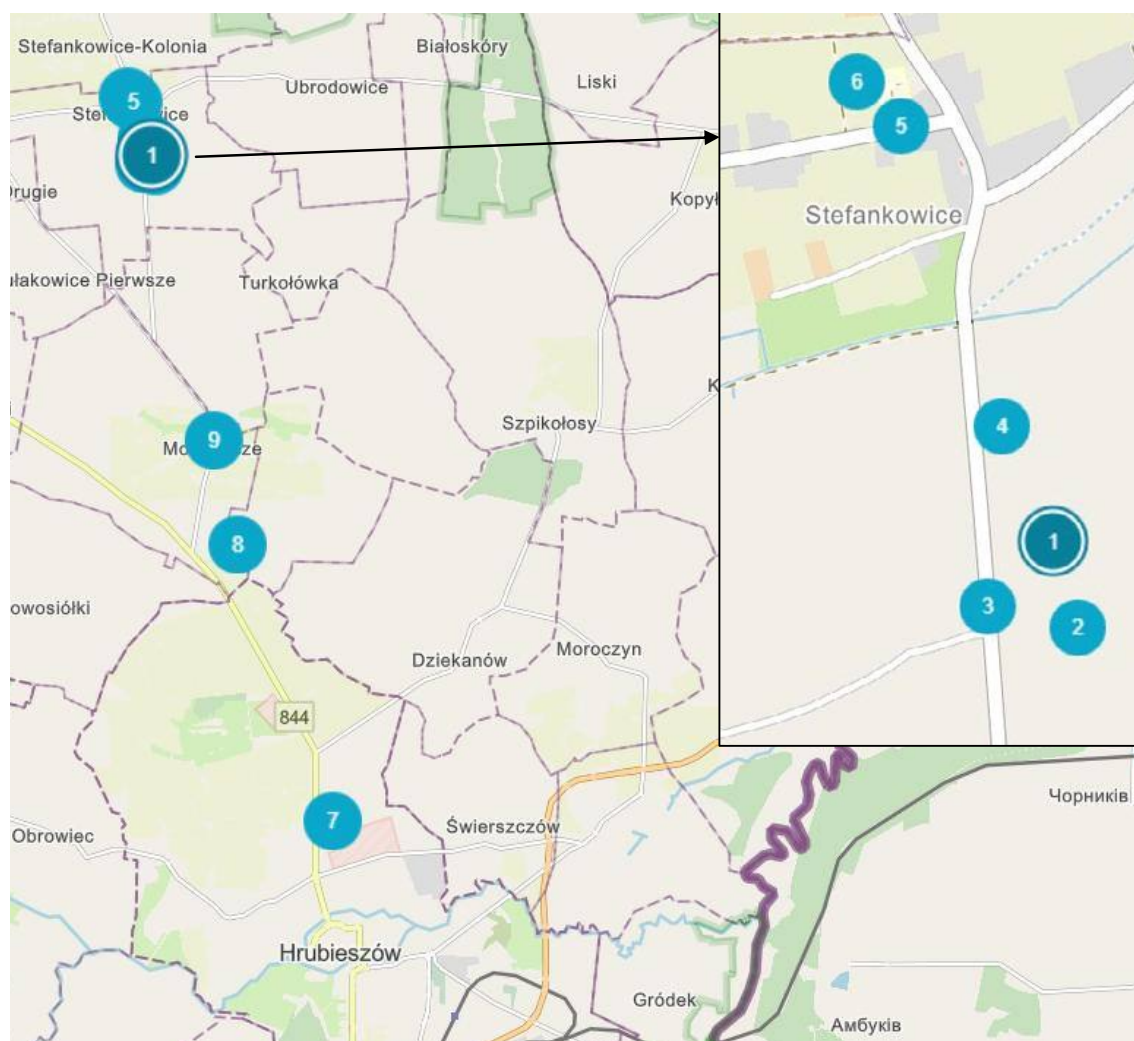 Stefankowice-Kolonia
Białoskóry
Ubrodowice
Liski
5
1
Kopył
Turkołówka
Szpikołosy
K
9
8
Dziekanów
Moroczyn
844
7
Obrowiec
Świerszczów
Hrubieszów
Gródek
6
5
Stefankowice
4
1
3
2
Чорників
Амбуків